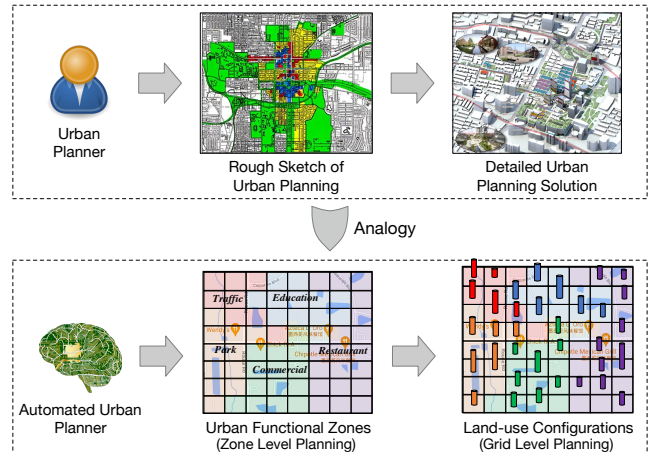 Urban
Planner
Rough Sketch of
Urban Planning
Detailed Urban
Planning Solution
Analogy
Traffic
Education
Park
Restaurant
Commercial
Automated Urban
Planner
Urban Functional Zones
(Zone Level Planning)
Land-use Configurations
(Grid Level Planning)